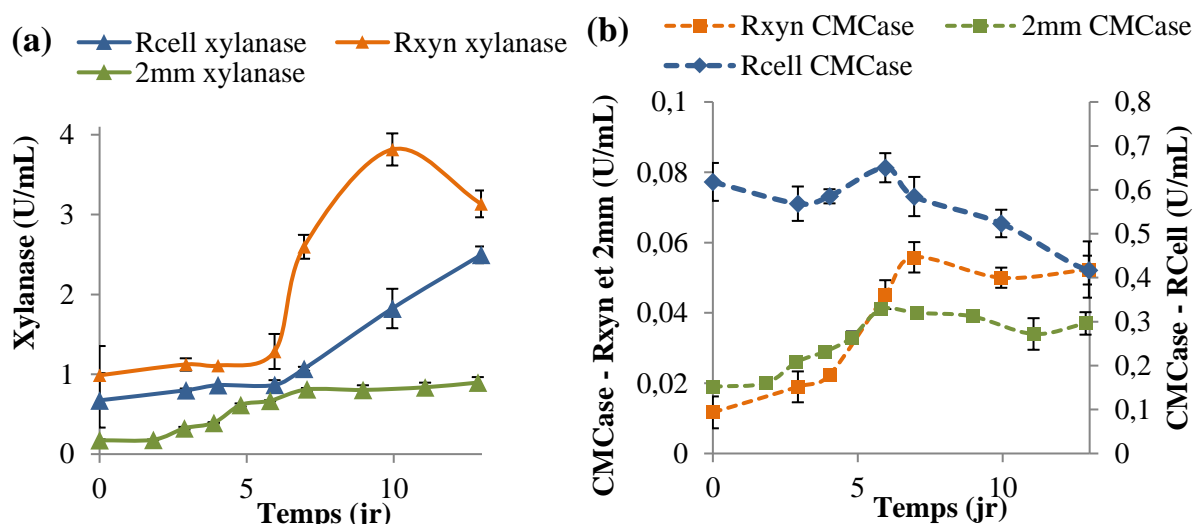 (a)
Rcell xylanase
Rxyn xylanase
2mm xylanase
Xylanase (U/mL)
4
3
2
1
0
0
5
10
Temps (jr)
(b)
Rxyn CMCase
2mm CMCase
Rcell CMCase
CMCase - Rxyn et 2mm (U/mL)
0,1
0,08
0,06
0,04
0,02
0
0,8
0,7
0,6
0,5
0,4
0,3
0,2
0,1
0
CMCase - RCell (U/mL)
0
5
10
Temps (jr)